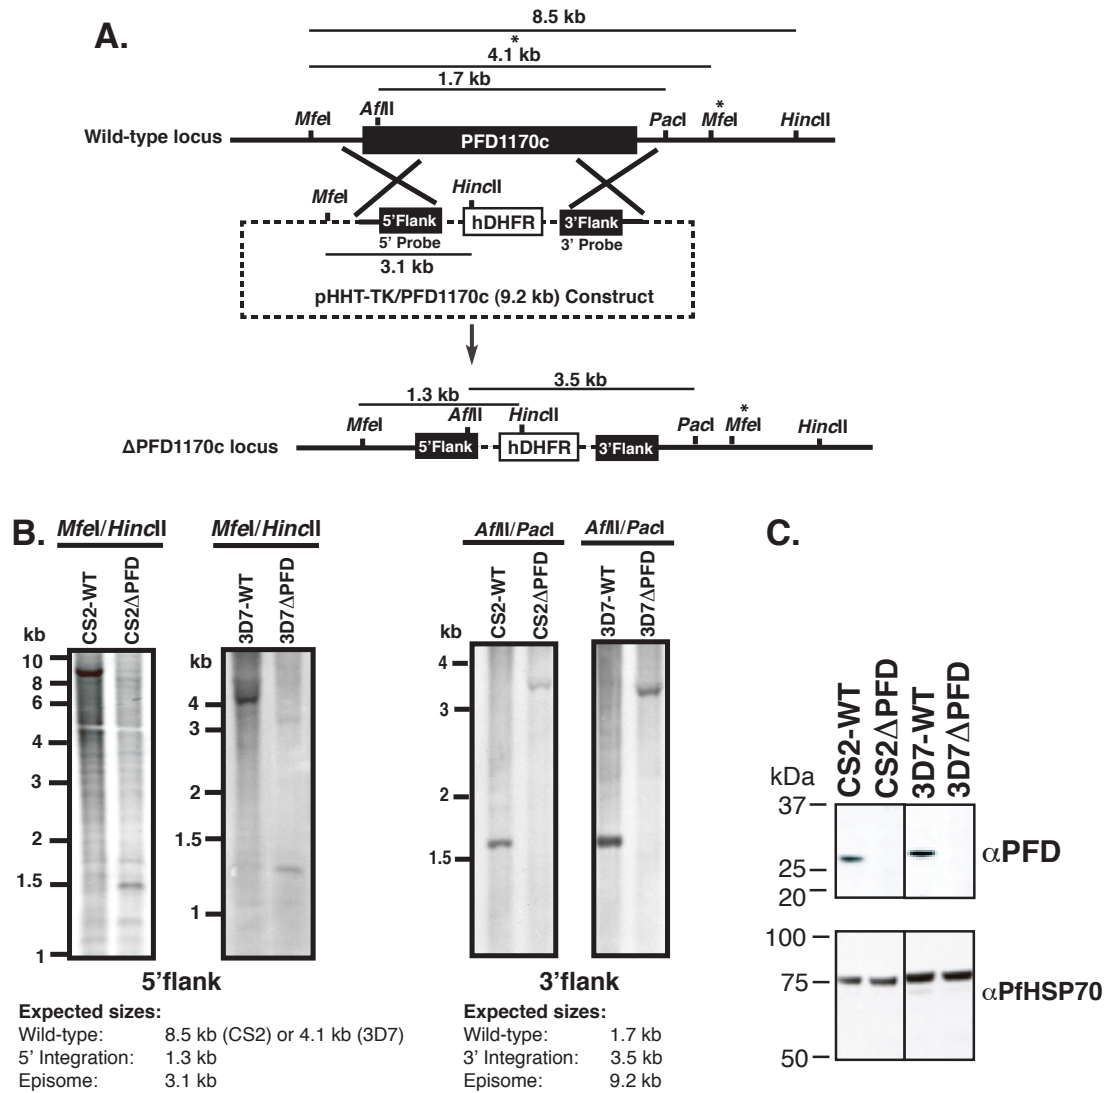 A.
8.5 kb
*
4.1 kb
1.7 kb
MfeI AflII PacI *MfeI HincII
Wild-type locus
PFD1170c
MfeI HincII
5'Flank hDHFR 3'Flank
5' Probe 3' Probe
3.1 kb
pHHT-TK/PFD1170c (9.2 kb) Construct
3.5 kb
1.3 kb
MfeI AflII HincII PacI *MfeI HincII
ΔPFD1170c locus
5'Flank hDHFR 3'Flank
B.
MfeI/HincII MfeI/HincII AflII/PacI AflII/PacI
CS2-WT CS2ΔPFD 3D7-WT 3D7ΔPFD CS2-WT CS2ΔPFD 3D7-WT 3D7ΔPFD
kb
10
8
6
4
3
2
1.5
1
kb
4
3
2
1.5
1
kb
4
3
2
1.5
5'flank
3'flank
Expected sizes:
Wild-type: 8.5 kb (CS2) or 4.1 kb (3D7)
5' Integration: 1.3 kb
Episome: 3.1 kb
Expected sizes:
Wild-type: 1.7 kb
3' Integration: 3.5 kb
Episome: 9.2 kb
C.
CS2-WT CS2ΔPFD 3D7-WT 3D7ΔPFD
kDa
37
25
20
αPFD
100
75
50
αPfHSP70